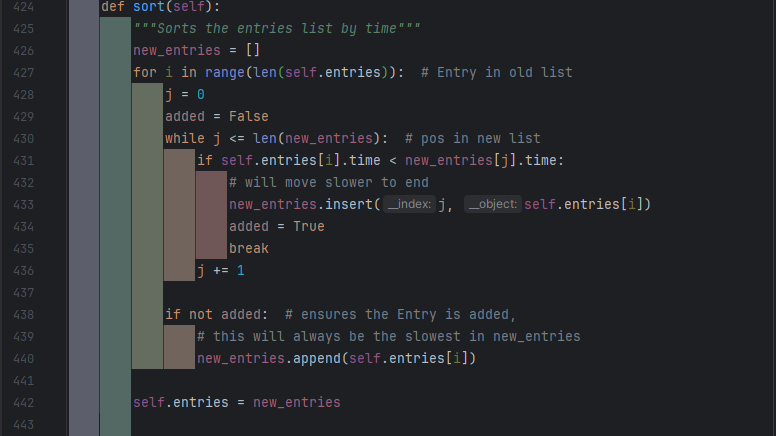 424 def sort(self):
425 """Sorts the entries list by time"""
426 new_entries = []
427 for i in range(len(self.entries)):  # Entry in old list
428 j = 0
429 added = False
430 while j <= len(new_entries):  # pos in new list
431 if self.entries[i].time < new_entries[j].time:
432 # will move slower to end
433 new_entries.insert(__index: j, __object: self.entries[i])
434 added = True
435 break
436 j += 1
437
438 if not added:  # ensures the Entry is added,
439 # this will always be the slowest in new_entries
440 new_entries.append(self.entries[i])
441
442 self.entries = new_entries
443